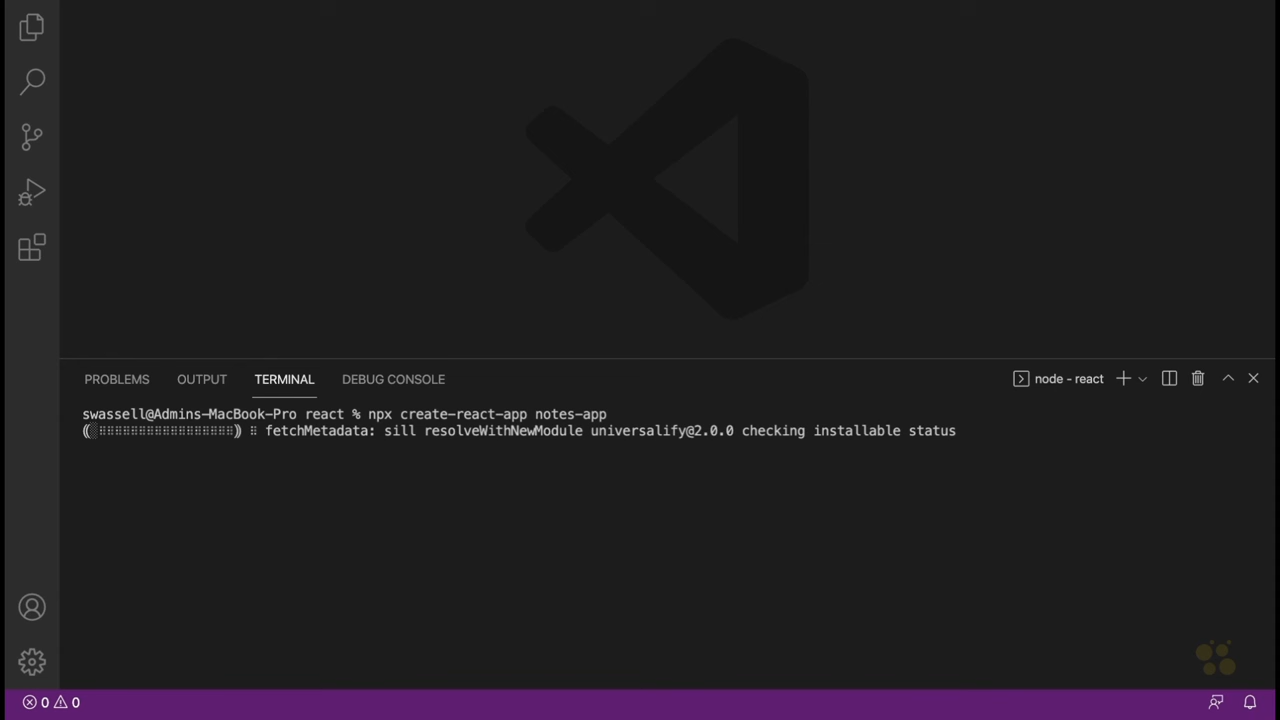 PROBLEMS OUTPUT TERMINAL DEBUG CONSOLE node - react
swassell@Admins-MacBook-Pro react % npx create-react-app notes-app
(⸨░⠿⠿⠿⠿⠿⠿⠿⠿⠿⠿⠿⠿⠿⠿⠿⠿⠿⸩) ⠿ fetchMetadata: sill resolveWithNewModule universalify@2.0.0 checking installable status
0 0